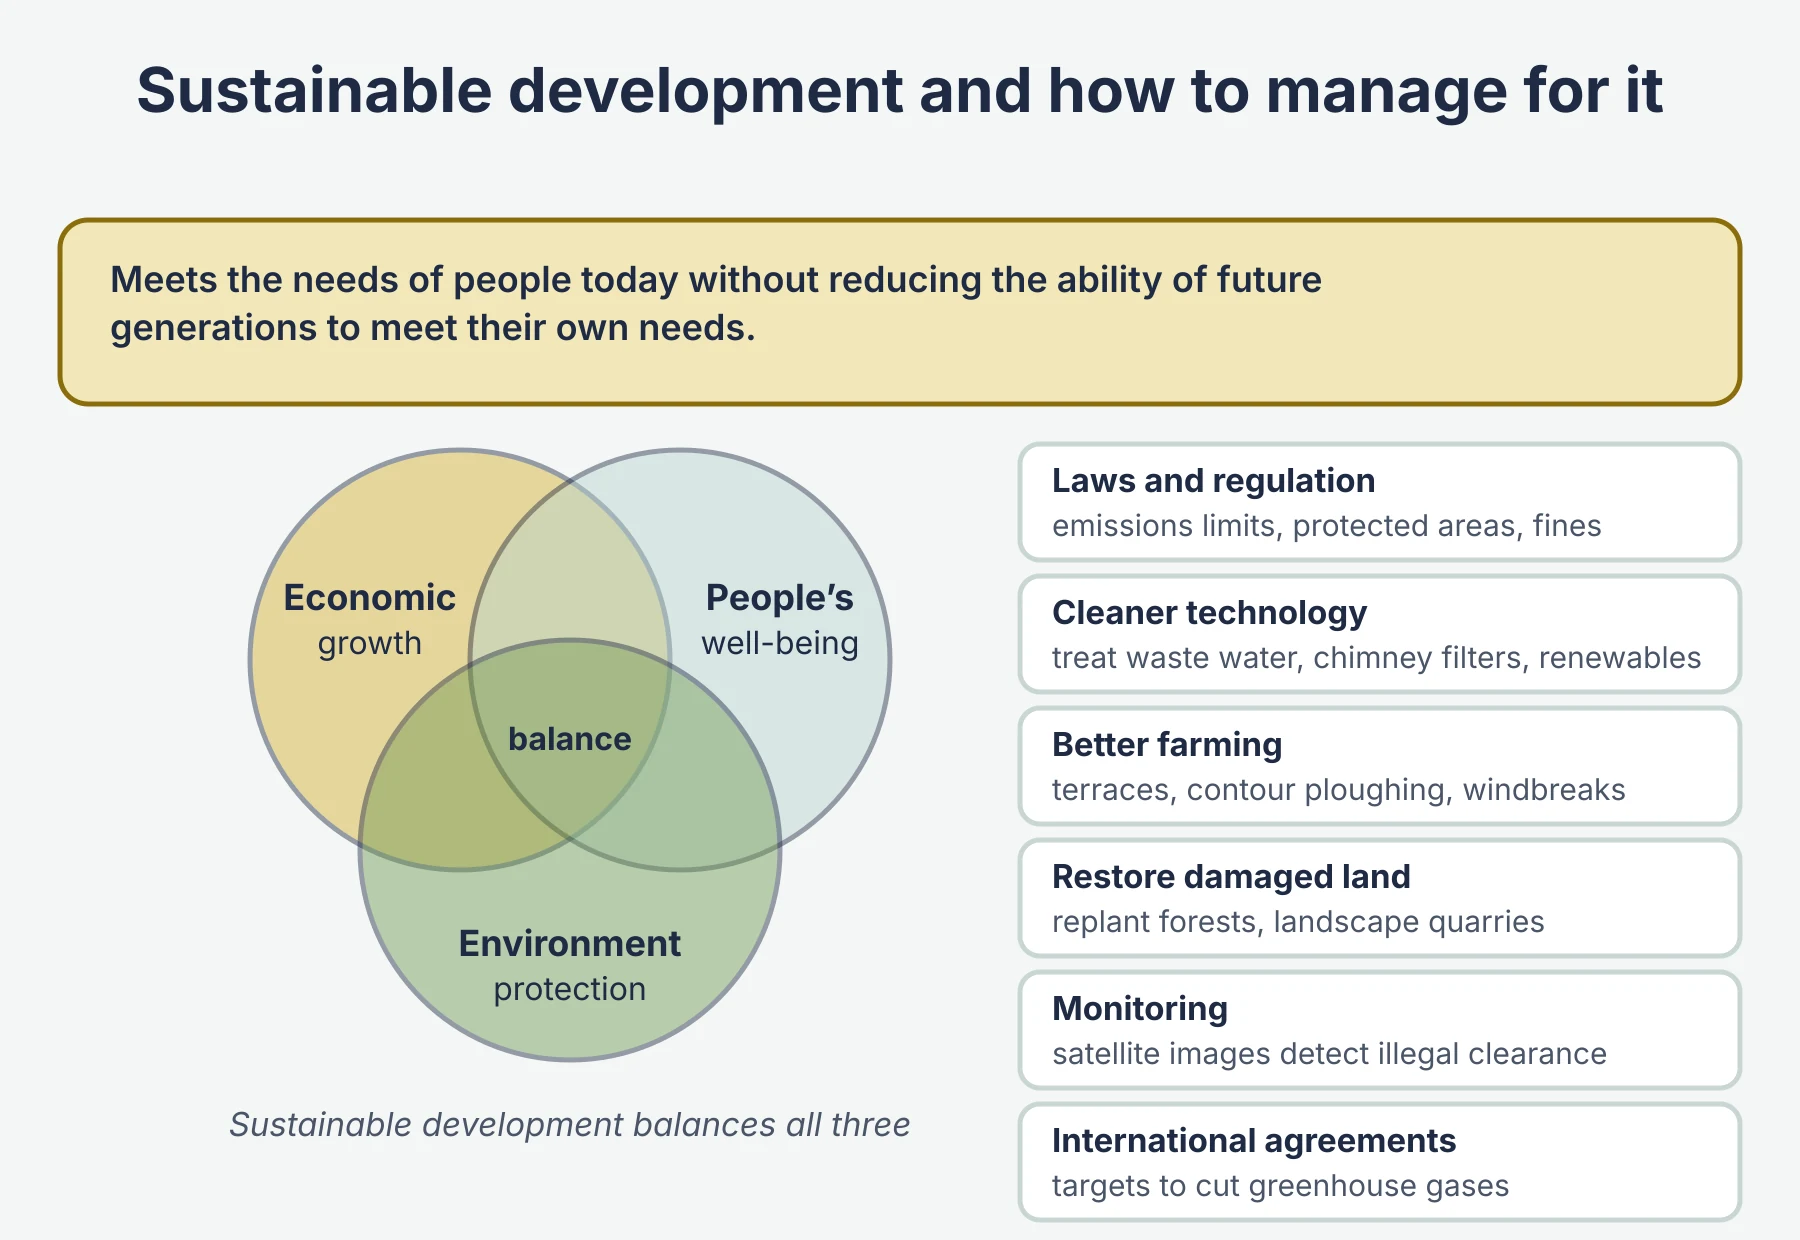 Sustainable development and how to manage for it
Meets the needs of people today without reducing the ability of future
generations to meet their own needs.
Economic
growth
People’s
well-being
balance
Environment
protection
Sustainable development balances all three
Laws and regulation
emissions limits, protected areas, fines
Cleaner technology
treat waste water, chimney filters, renewables
Better farming
terraces, contour ploughing, windbreaks
Restore damaged land
replant forests, landscape quarries
Monitoring
satellite images detect illegal clearance
International agreements
targets to cut greenhouse gases